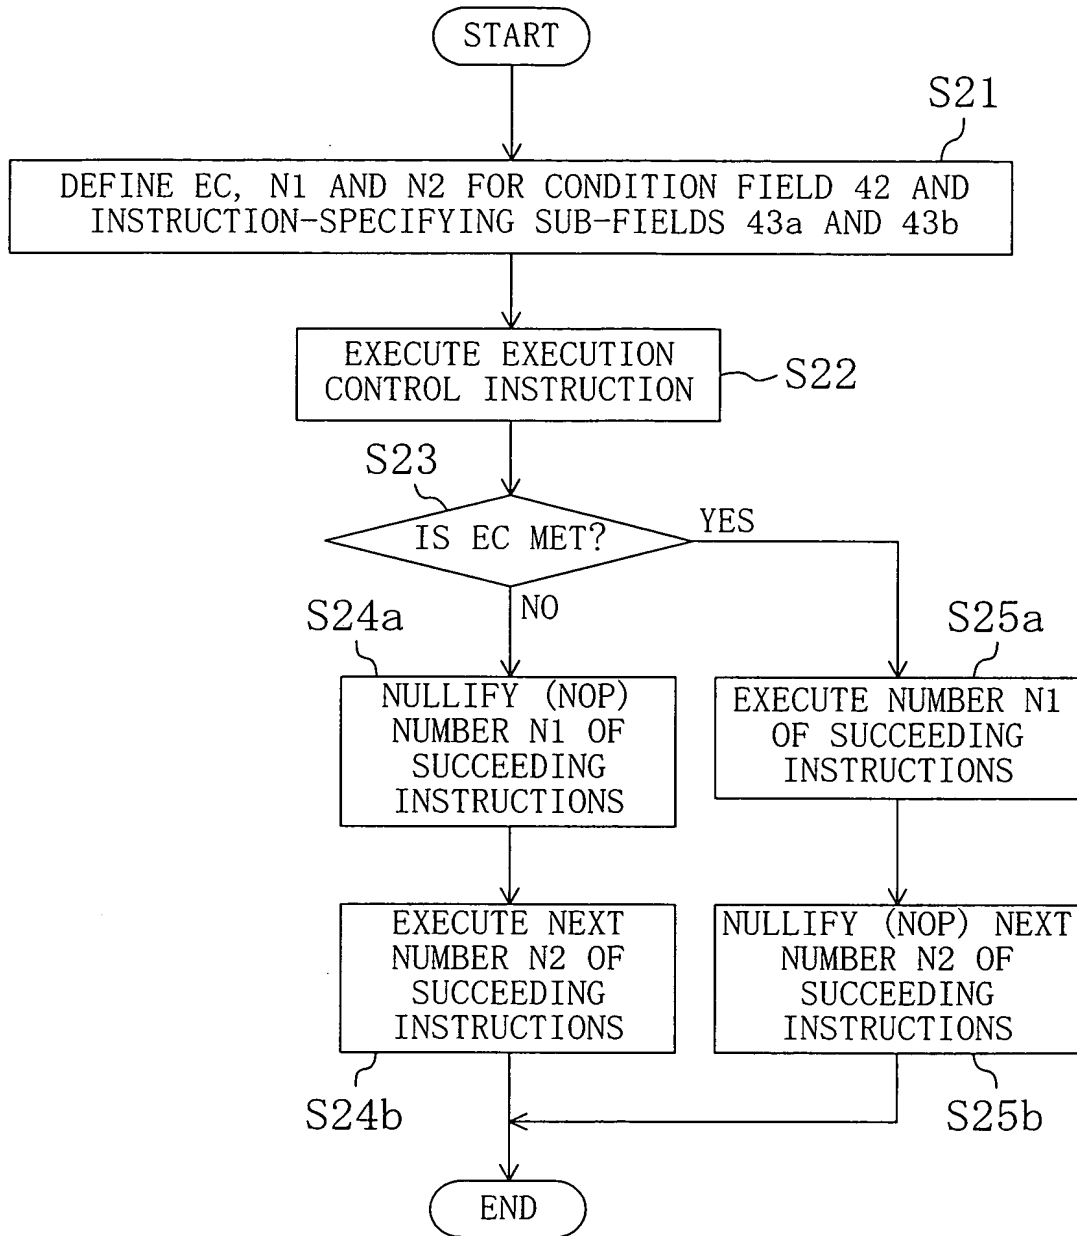 START
S21
DEFINE EC, N1 AND N2 FOR CONDITION FIELD 42 AND
INSTRUCTION-SPECIFYING SUB-FIELDS 43a AND 43b
EXECUTE EXECUTION
CONTROL INSTRUCTION
S22
S23
IS EC MET?
YES
NO
S24a
NULLIFY (NOP)
NUMBER N1 OF
SUCCEEDING
INSTRUCTIONS
S25a
EXECUTE NUMBER N1
OF SUCCEEDING
INSTRUCTIONS
EXECUTE NEXT
NUMBER N2 OF
SUCCEEDING
INSTRUCTIONS
S24b
NULLIFY (NOP) NEXT
NUMBER N2 OF
SUCCEEDING
INSTRUCTIONS
S25b
END